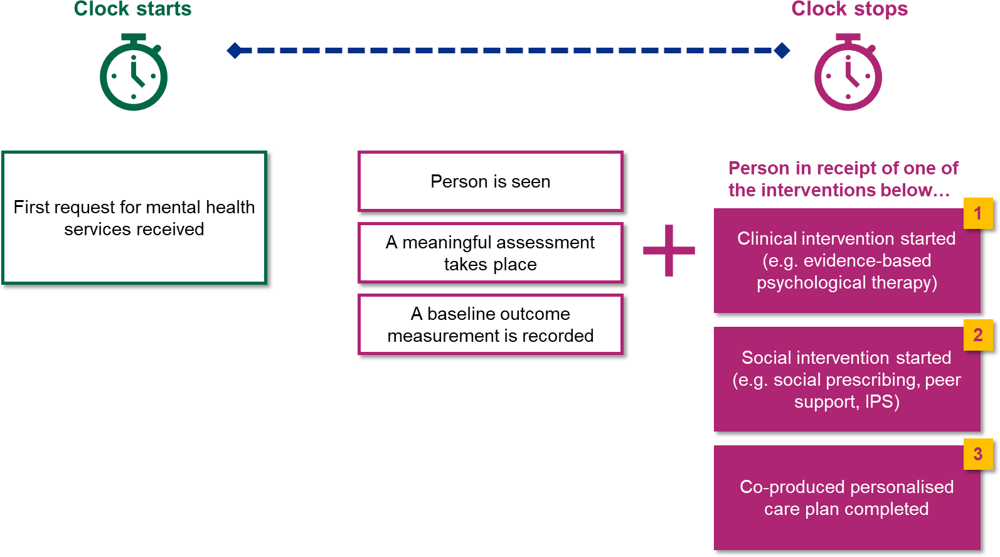 Clock starts
Clock stops
First request for mental health
services received
Person is seen
A meaningful assessment
takes place
A baseline outcome
measurement is recorded
Person in receipt of one of
the interventions below…
1
Clinical intervention started
(e.g. evidence-based
psychological therapy)
2
Social intervention started
(e.g. social prescribing, peer
support, IPS)
3
Co-produced personalised
care plan completed